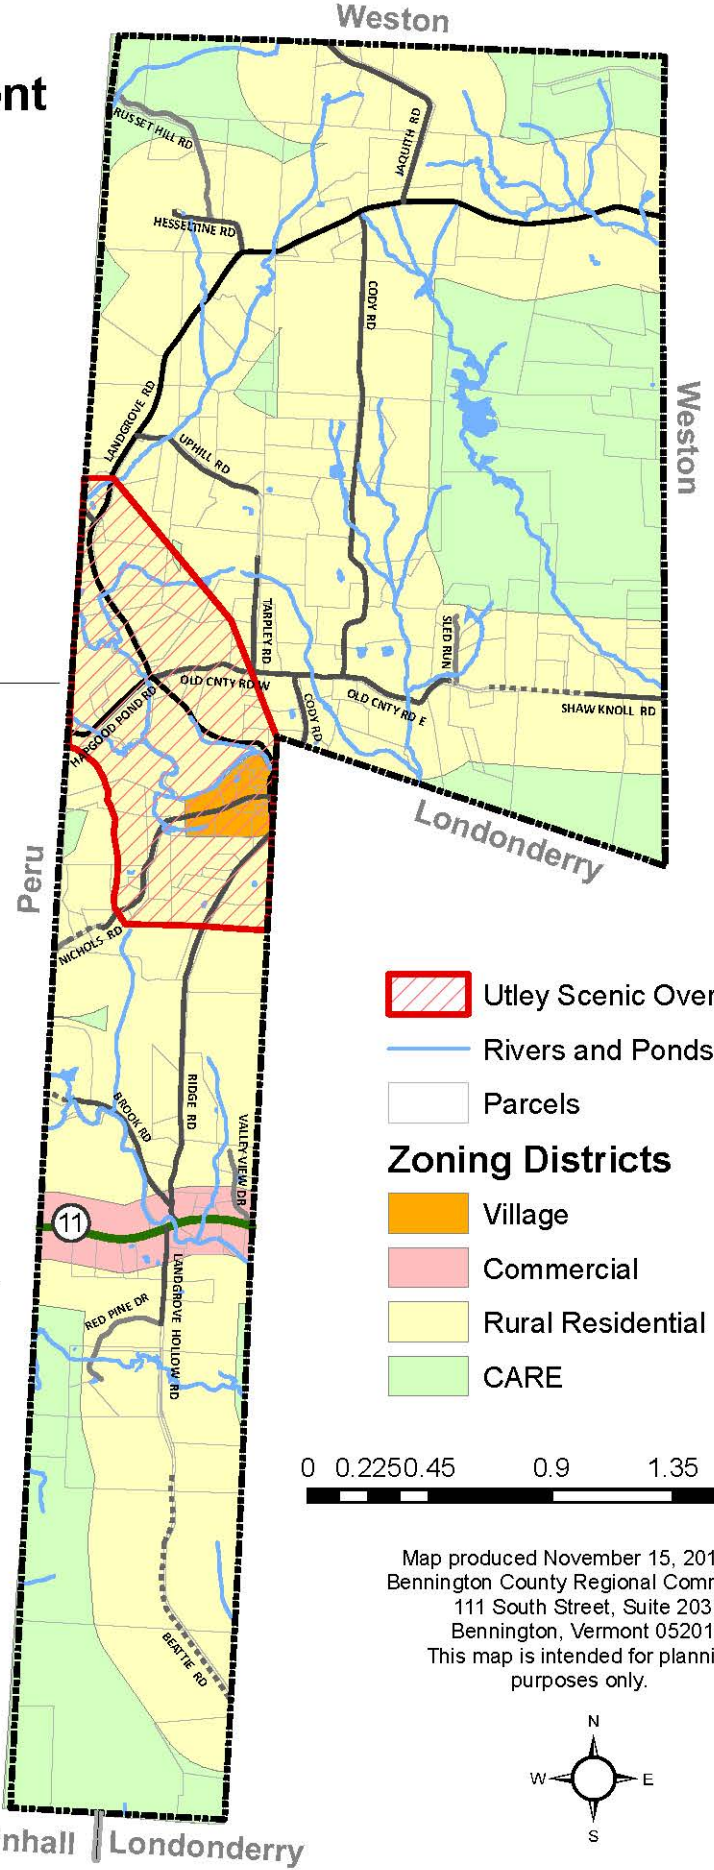 Weston
nt
RUSSET HILL RD
JAQUITH RD
HESSELTINE RD
CODY RD
LANDGROVE RD
UPHILL RD
Weston
TARPLEY RD
SLED RUN
OLD CNTY RD W
HAPGOOD POND RD
CODY RD
OLD CNTY RD E
SHAW KNOLL RD
Londonderry
Peru
NICHOLS RD
Utley Scenic Over
Rivers and Ponds
Parcels
Zoning Districts
Village
Commercial
Rural Residential
CARE
BROOK RD
RIDGE RD
VALLEY VIEW DR
11
LANDGROVE HOLLOW RD
RED PINE DR
BEATTIE RD
0 0.225 0.45 0.9 1.35
Map produced November 15, 201
Bennington County Regional Comm
111 South Street, Suite 203
Bennington, Vermont 05201
This map is intended for planni
purposes only.
N
W E
S
nhall Londonderry